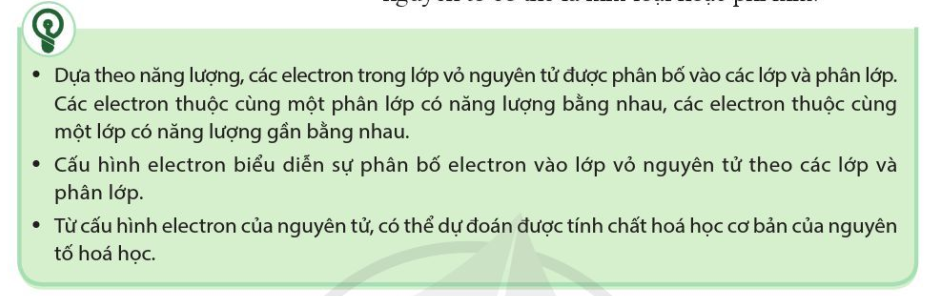 • Dựa theo năng lượng, các electron trong lớp vỏ nguyên tử được phân bố vào các lớp và phân lớp.
Các electron thuộc cùng một phân lớp có năng lượng bằng nhau, các electron thuộc cùng
một lớp có năng lượng gần bằng nhau.
• Cấu hình electron biểu diễn sự phân bố electron vào lớp vỏ nguyên tử theo các lớp và
phân lớp.
• Từ cấu hình electron của nguyên tử, có thể dự đoán được tính chất hoá học cơ bản của nguyên
tố hoá học.